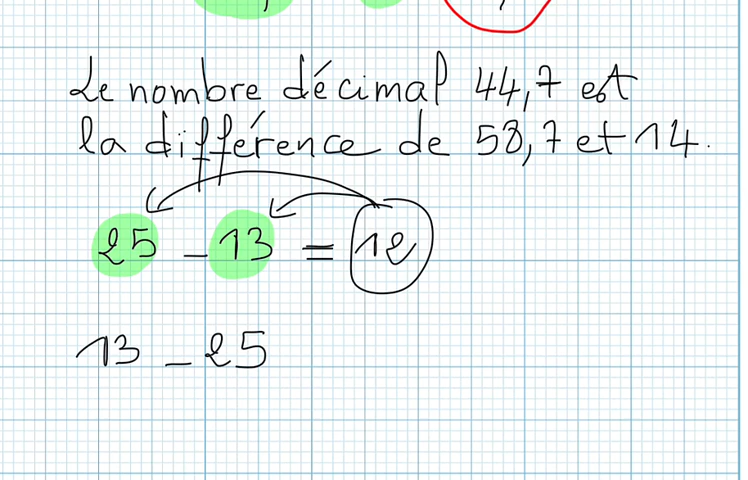 Le nombre décimal 44,7 est
la différence de 58,7 et 14.
25 - 13 = 12
13 - 25